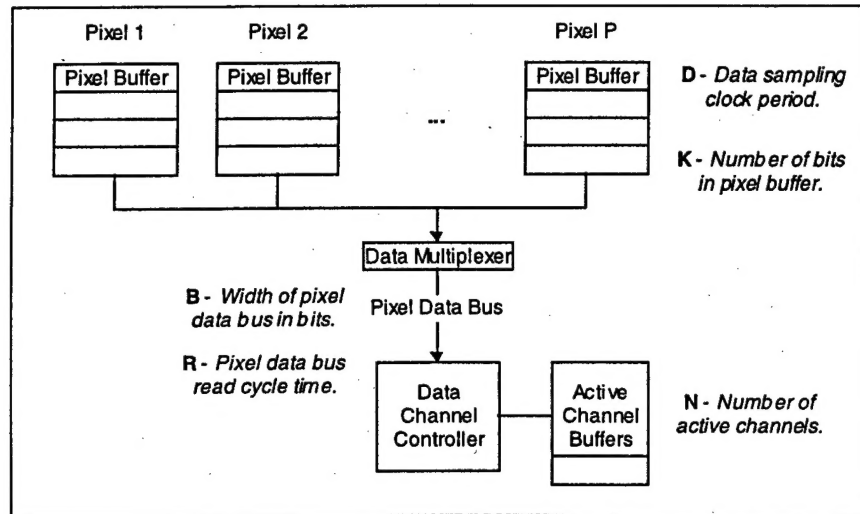 Pixel 1
Pixel 2
Pixel P
Pixel Buffer
Pixel Buffer
Pixel Buffer
...
D - Data sampling
clock period.
K - Number of bits
in pixel buffer.
Data Multiplexer
B - Width of pixel
data bus in bits.
Pixel Data Bus
R - Pixel data bus
read cycle time.
Data
Channel
Controller
Active
Channel
Buffers
N - Number of
active channels.